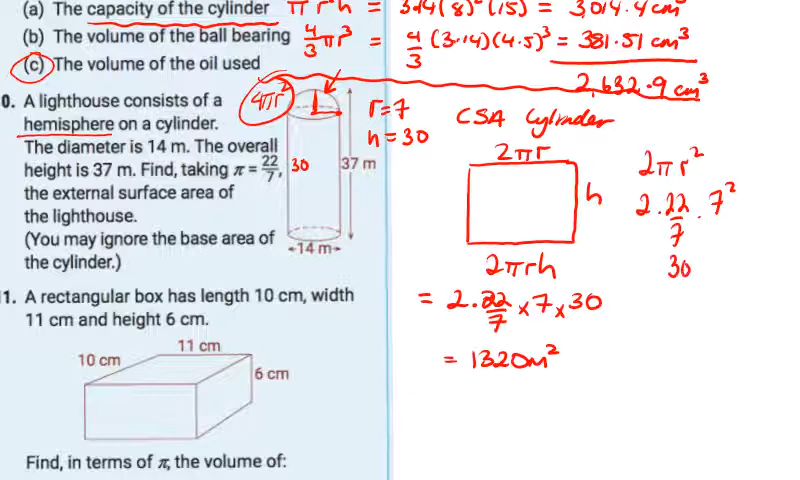 (a) The capacity of the cylinder π r² h = 3.14(8)² (15) = 3,014.4 cm³
(b) The volume of the ball bearing 4/3 πr³ = 4/3 (3.14)(4.5)³ = 381.51 cm³
(c) The volume of the oil used
2,632.9 cm³
0. A lighthouse consists of a
hemisphere on a cylinder.
The diameter is 14 m. The overall
height is 37 m. Find, taking π = 22/7,
the external surface area of
the lighthouse.
(You may ignore the base area of
the cylinder.)
4πr²
30
37 m
14 m
r=7
h=30
CSA Cylinder
2πr
h
2πrh
= 2.22/7 × 7 × 30
= 1320m²
2πr²
2.22/7 . 7²
30
1. A rectangular box has length 10 cm, width
11 cm and height 6 cm.
11 cm
10 cm
6 cm
Find, in terms of π, the volume of: